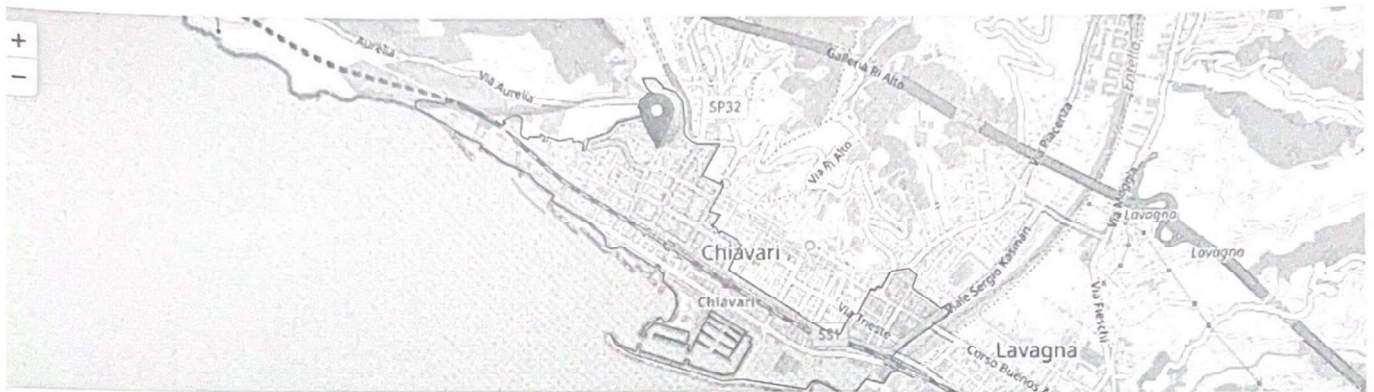 +
−
Aurelia
Via Aurelia
SP32
Galleria Ri Alto
Via Ri Alto
Via Piacenza
Entella
Via Moggia
Lavagna
Lavagna
Chiavari
Chiavari
Via Trieste
Viale Sergio Kasman
Via Fieschi
SS1
Lavagna
Corso Buenos A